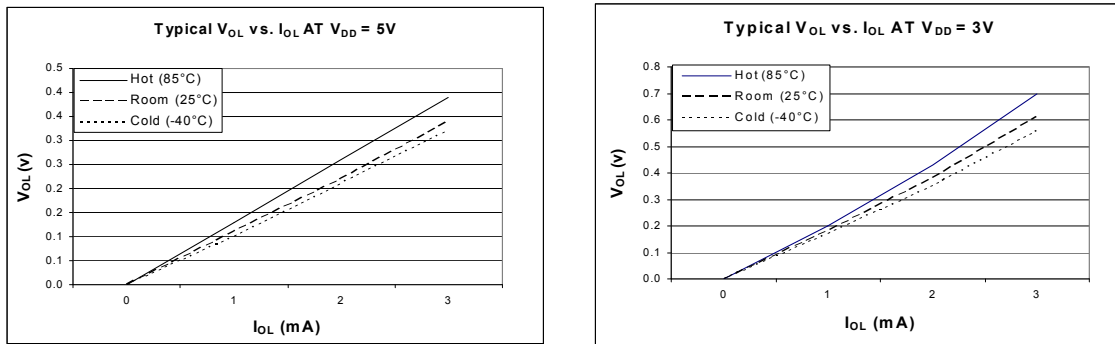 Typical VOL vs. IOL AT VDD = 5V
0.5
0.4
0.4
0.3
0.3
0.2
0.2
0.1
0.1
0.0
Hot (85°C)
Room (25°C)
Cold (-40°C)
VOL (v)
0 1 2 3
IOL (mA)
Typical VOL vs. IOL AT VDD = 3V
0.8
0.7
0.6
0.5
0.4
0.3
0.2
0.1
0.0
Hot (85°C)
Room (25°C)
Cold (-40°C)
VOL (v)
0 1 2 3
IOL (mA)